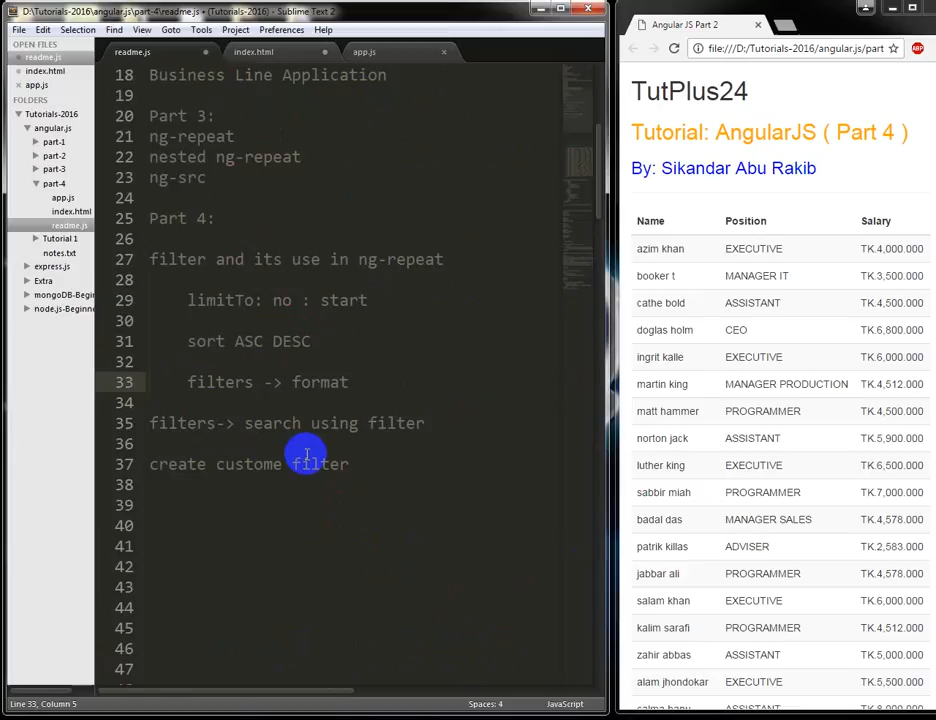 D:\Tutorials-2016\angular.js\part-4\readme.js • (Tutorials-2016) - Sublime Text 2
File Edit Selection Find View Goto Tools Project Preferences Help
OPEN FILES
readme.js
index.html
app.js
FOLDERS
Tutorials-2016
angular.js
part-1
part-2
part-3
part-4
app.js
index.html
readme.js
Tutorial 1
notes.txt
express.js
Extra
mongoDB-Begin
node.js-Beginne
readme.js index.html app.js
18 Business Line Application
19
20 Part 3:
21 ng-repeat
22 nested ng-repeat
23 ng-src
24
25 Part 4:
26
27 filter and its use in ng-repeat
28
29 limitTo: no : start
30
31 sort ASC DESC
32
33 filters -> format
34
35 filters-> search using filter
36
37 create custome filter
38
39
40
41
42
43
44
45
46
47
Line 33, Column 5 Spaces: 4 JavaScript
Angular JS Part 2
file:///D:/Tutorials-2016/angular.js/part
ABP
TutPlus24
Tutorial: AngularJS ( Part 4 )
By: Sikandar Abu Rakib
Name Position Salary
azim khan EXECUTIVE TK.4,000.000
booker t MANAGER IT TK.3,500.000
cathe bold ASSISTANT TK.4,500.000
doglas holm CEO TK.6,800.000
ingrit kalle EXECUTIVE TK.6,000.000
martin king MANAGER PRODUCTION TK.4,512.000
matt hammer PROGRAMMER TK.4,500.000
norton jack ASSISTANT TK.5,900.000
luther king EXECUTIVE TK.6,500.000
sabbir miah PROGRAMMER TK.7,000.000
badal das MANAGER SALES TK.4,578.000
patrik killas ADVISER TK.2,583.000
jabbar ali PROGRAMMER TK.4,578.000
salam khan EXECUTIVE TK.6,000.000
kalim sarafi PROGRAMMER TK.4,512.000
zahir abbas ASSISTANT TK.5,000.000
alam jhondokar EXECUTIVE TK.5,500.000
salma banu ASSISTANT TK.8,000.000